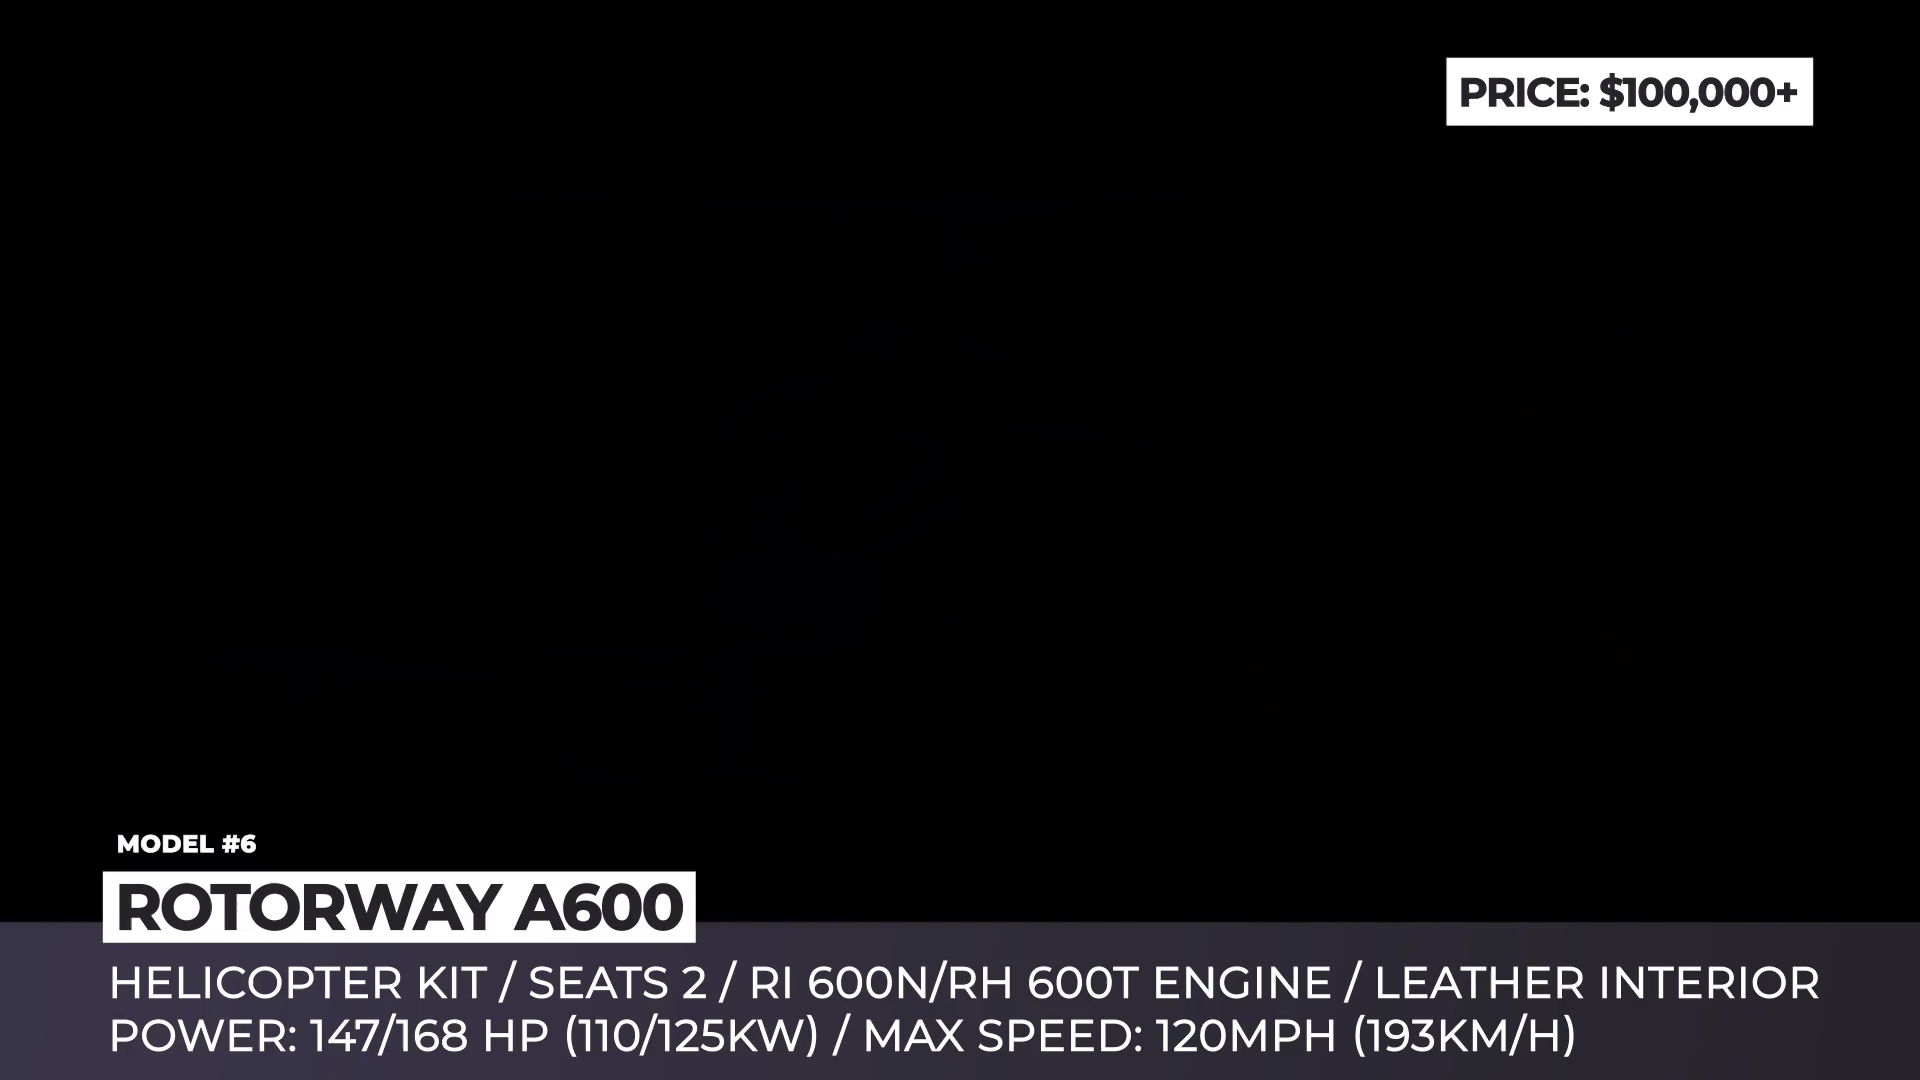 PRICE: $100,000+
MODEL #6
ROTORWAY A600
HELICOPTER KIT / SEATS 2 / RI 600N/RH 600T ENGINE / LEATHER INTERIOR
POWER: 147/168 HP (110/125KW) / MAX SPEED: 120MPH (193KM/H)